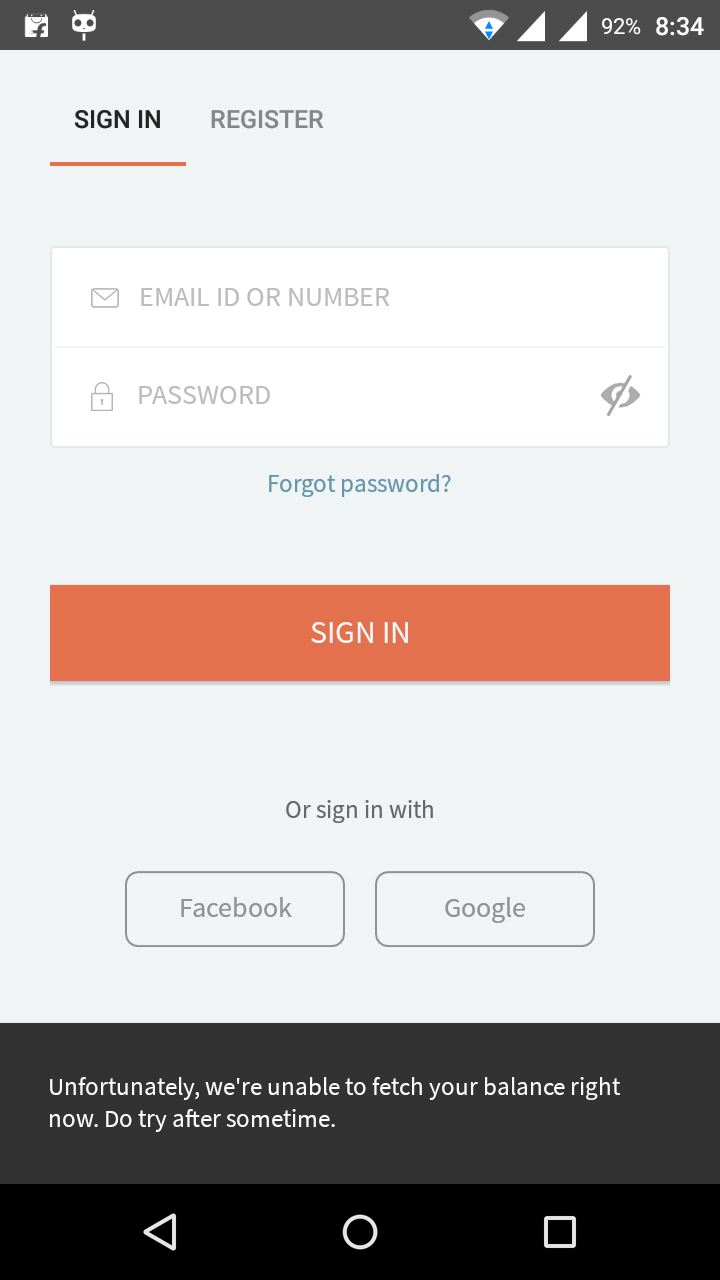 92% 8:34
SIGN IN REGISTER
EMAIL ID OR NUMBER
PASSWORD
Forgot password?
SIGN IN
Or sign in with
Facebook Google
Unfortunately, we're unable to fetch your balance right
now. Do try after sometime.